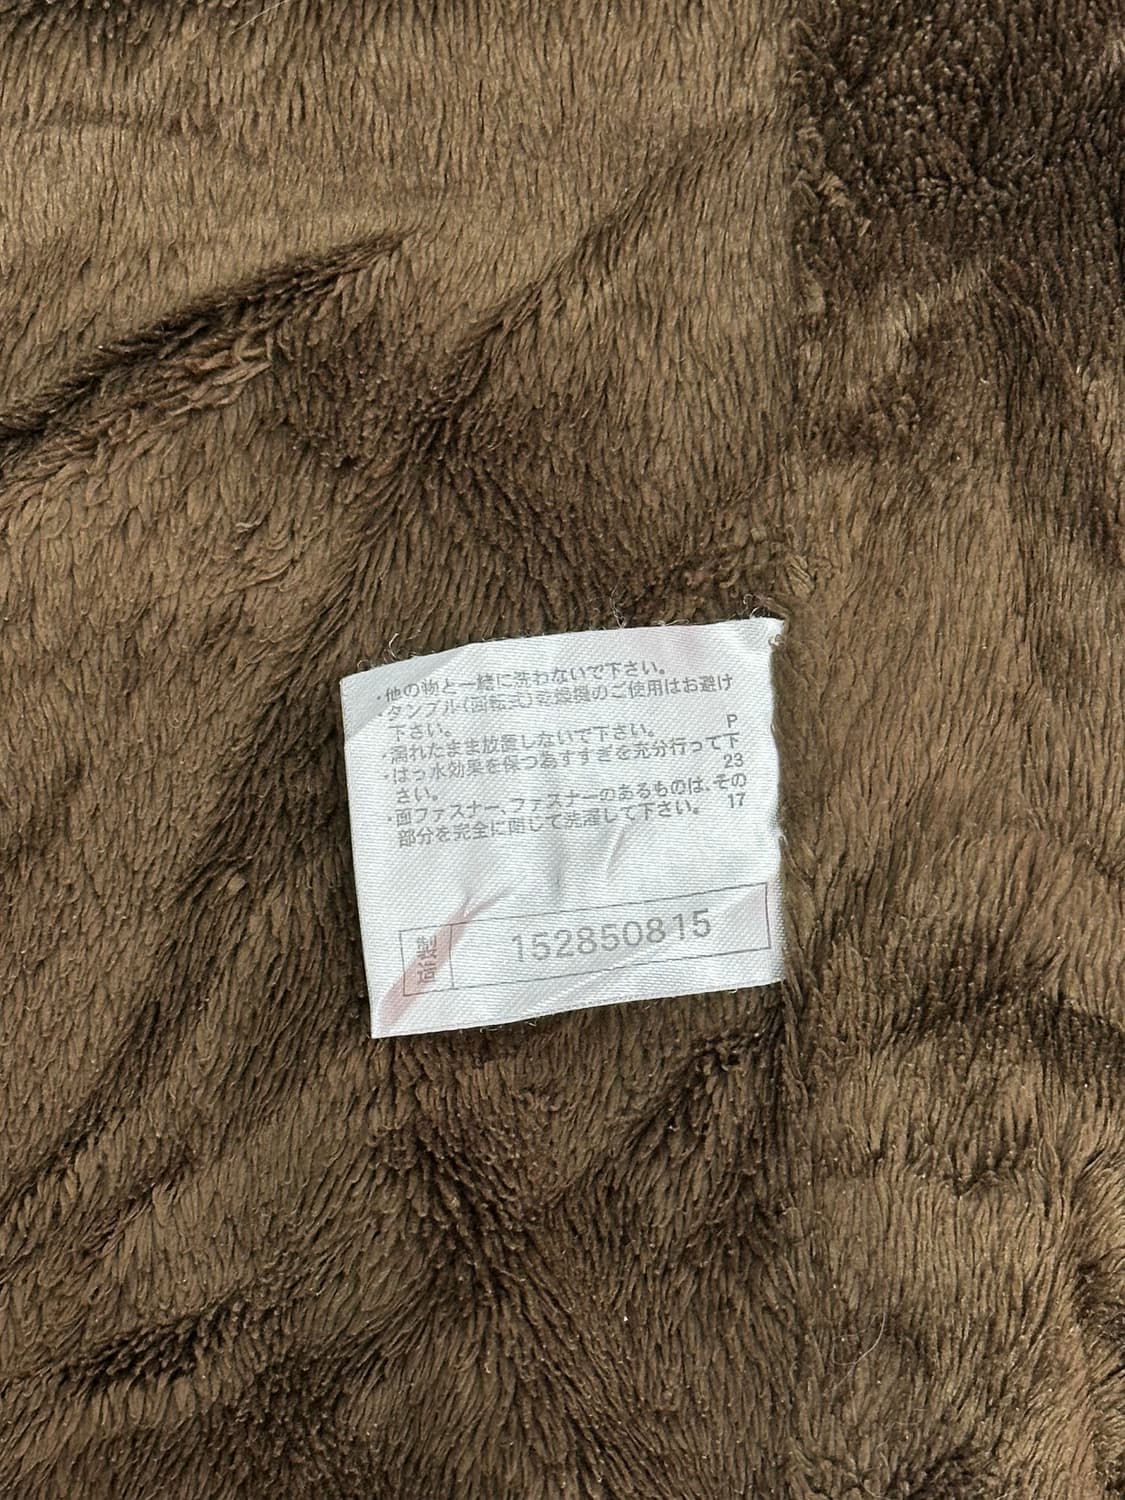 ・他の物と一緒に洗わないで下さい。
・タンブル(回転式)乾燥機のご使用はお避け
下さい。
・濡れたまま放置しないで下さい。 P
・はっ水効果を保つ為すすぎを充分行って下
さい。 23
・面ファスナー、ファスナーのあるものは、その
部分を完全に閉じて洗濯して下さい。 17
152850815